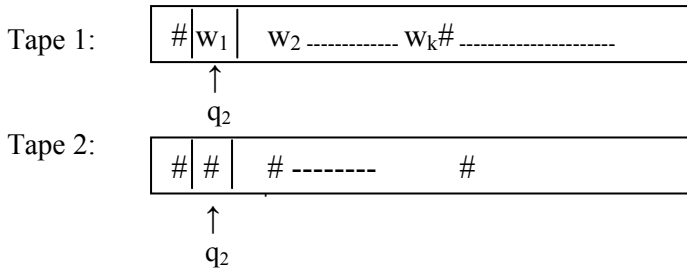 Tape 1: # w₁ w₂ ------------- wₖ# ----------------------
↑
q₂
Tape 2: # # # -------- #
↑
q₂